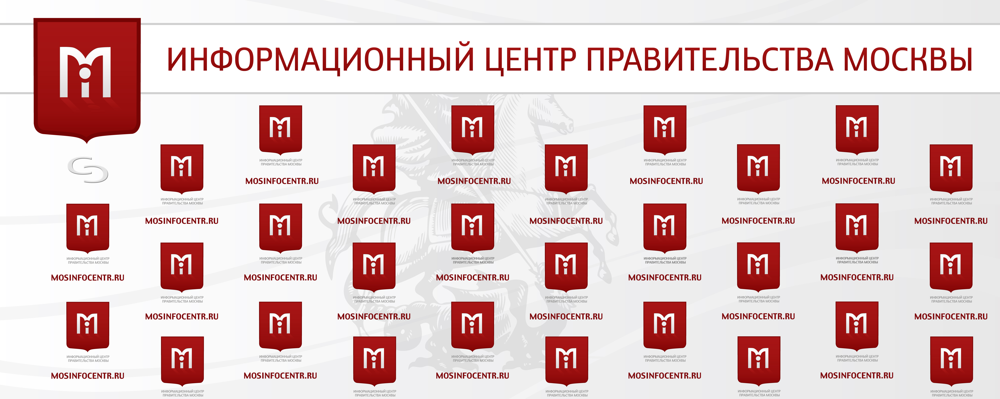 ИНФОРМАЦИОННЫЙ ЦЕНТР ПРАВИТЕЛЬСТВА МОСКВЫ
ИНФОРМАЦИОННЫЙ ЦЕНТР ИНФОРМАЦИОННЫЙ ЦЕНТР ИНФОРМАЦИОННЫЙ ЦЕНТР ИНФОРМАЦИОННЫЙ ЦЕНТР
ПРАВИТЕЛЬСТВА МОСКВЫ ПРАВИТЕЛЬСТВА МОСКВЫ ПРАВИТЕЛЬСТВА МОСКВЫ ПРАВИТЕЛЬСТВА МОСКВЫ
MOSINFOCENTR.RU MOSINFOCENTR.RU MOSINFOCENTR.RU MOSINFOCENTR.RU
ИНФОРМАЦИОННЫЙ ЦЕНТР ИНФОРМАЦИОННЫЙ ЦЕНТР ИНФОРМАЦИОННЫЙ ЦЕНТР ИНФОРМАЦИОННЫЙ ЦЕНТР ИНФОРМАЦИОННЫЙ ЦЕНТР
ПРАВИТЕЛЬСТВА МОСКВЫ ПРАВИТЕЛЬСТВА МОСКВЫ ПРАВИТЕЛЬСТВА МОСКВЫ ПРАВИТЕЛЬСТВА МОСКВЫ ПРАВИТЕЛЬСТВА МОСКВЫ
MOSINFOCENTR.RU MOSINFOCENTR.RU MOSINFOCENTR.RU MOSINFOCENTR.RU MOSINFOCENTR.RU
ИНФОРМАЦИОННЫЙ ЦЕНТР ИНФОРМАЦИОННЫЙ ЦЕНТР ИНФОРМАЦИОННЫЙ ЦЕНТР ИНФОРМАЦИОННЫЙ ЦЕНТР ИНФОРМАЦИОННЫЙ ЦЕНТР
ПРАВИТЕЛЬСТВА МОСКВЫ ПРАВИТЕЛЬСТВА МОСКВЫ ПРАВИТЕЛЬСТВА МОСКВЫ ПРАВИТЕЛЬСТВА МОСКВЫ ПРАВИТЕЛЬСТВА МОСКВЫ
MOSINFOCENTR.RU MOSINFOCENTR.RU MOSINFOCENTR.RU MOSINFOCENTR.RU MOSINFOCENTR.RU
ИНФОРМАЦИОННЫЙ ЦЕНТР ИНФОРМАЦИОННЫЙ ЦЕНТР ИНФОРМАЦИОННЫЙ ЦЕНТР ИНФОРМАЦИОННЫЙ ЦЕНТР ИНФОРМАЦИОННЫЙ ЦЕНТР
ПРАВИТЕЛЬСТВА МОСКВЫ ПРАВИТЕЛЬСТВА МОСКВЫ ПРАВИТЕЛЬСТВА МОСКВЫ ПРАВИТЕЛЬСТВА МОСКВЫ ПРАВИТЕЛЬСТВА МОСКВЫ
MOSINFOCENTR.RU MOSINFOCENTR.RU MOSINFOCENTR.RU MOSINFOCENTR.RU MOSINFOCENTR.RU
ИНФОРМАЦИОННЫЙ ЦЕНТР ИНФОРМАЦИОННЫЙ ЦЕНТР ИНФОРМАЦИОННЫЙ ЦЕНТР ИНФОРМАЦИОННЫЙ ЦЕНТР ИНФОРМАЦИОННЫЙ ЦЕНТР
ПРАВИТЕЛЬСТВА МОСКВЫ ПРАВИТЕЛЬСТВА МОСКВЫ ПРАВИТЕЛЬСТВА МОСКВЫ ПРАВИТЕЛЬСТВА МОСКВЫ ПРАВИТЕЛЬСТВА МОСКВЫ
MOSINFOCENTR.RU MOSINFOCENTR.RU MOSINFOCENTR.RU MOSINFOCENTR.RU MOSINFOCENTR.RU
ИНФОРМАЦИОННЫЙ ЦЕНТР ИНФОРМАЦИОННЫЙ ЦЕНТР ИНФОРМАЦИОННЫЙ ЦЕНТР ИНФОРМАЦИОННЫЙ ЦЕНТР ИНФОРМАЦИОННЫЙ ЦЕНТР
ПРАВИТЕЛЬСТВА МОСКВЫ ПРАВИТЕЛЬСТВА МОСКВЫ ПРАВИТЕЛЬСТВА МОСКВЫ ПРАВИТЕЛЬСТВА МОСКВЫ ПРАВИТЕЛЬСТВА МОСКВЫ